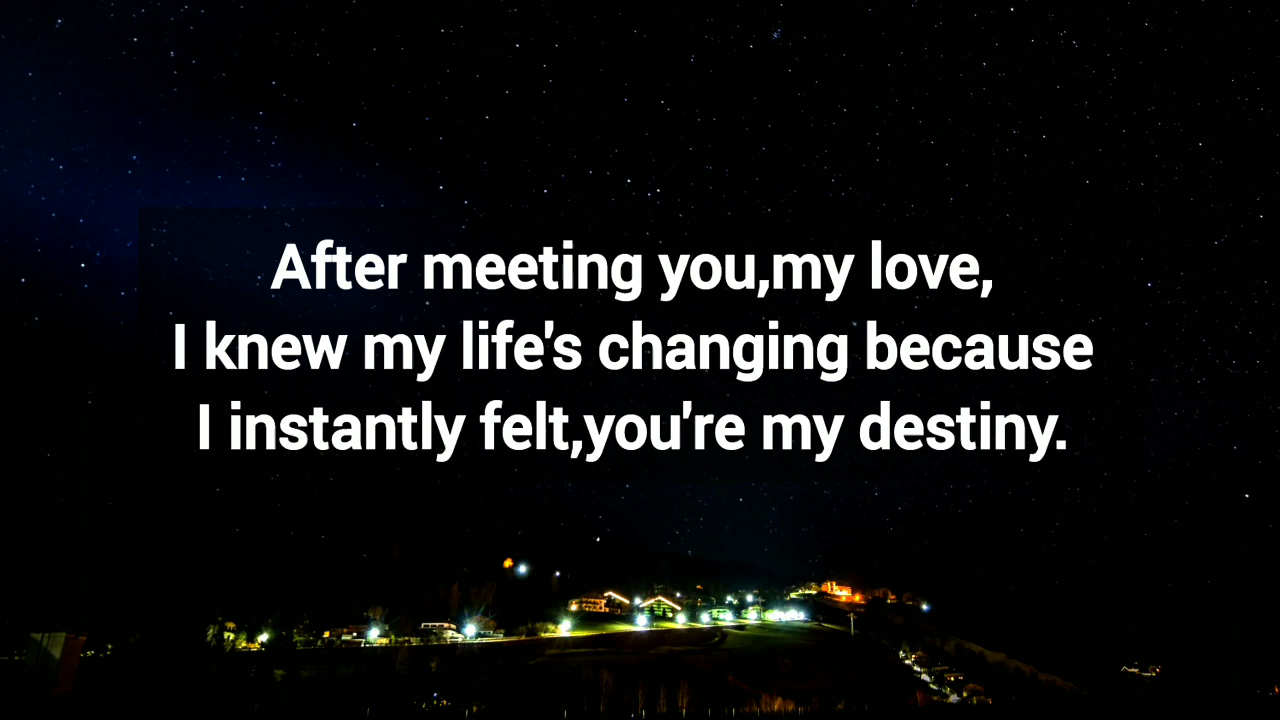 After meeting you,my love,
I knew my life's changing because
I instantly felt,you're my destiny.